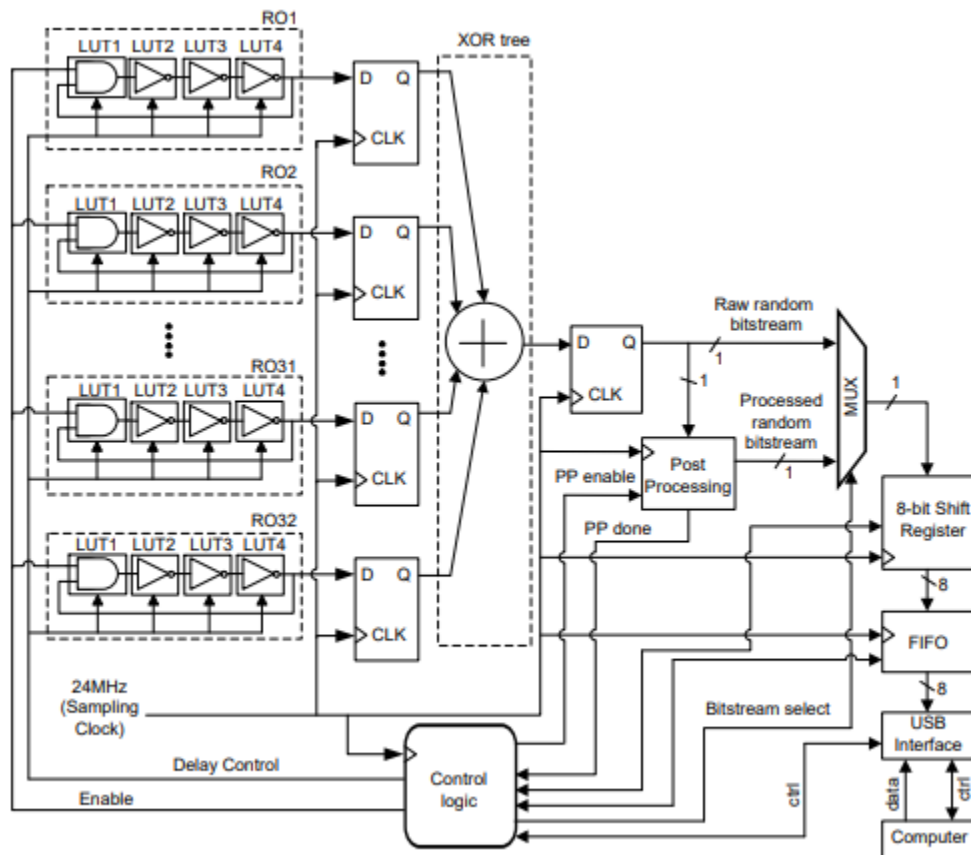 RO1
LUT1 LUT2 LUT3 LUT4
D Q
CLK
XOR tree
RO2
LUT1 LUT2 LUT3 LUT4
D Q
CLK
RO31
LUT1 LUT2 LUT3 LUT4
D Q
CLK
RO32
LUT1 LUT2 LUT3 LUT4
D Q
CLK
D Q
CLK
Raw random
bitstream
1
1
Processed
random
bitstream
1
MUX
1
PP enable
Post
Processing
PP done
8-bit Shift
Register
8
FIFO
8
USB
Interface
24MHz
(Sampling
Clock)
Delay Control
Enable
Control
logic
Bitstream select
ctrl
data
ctrl
Computer